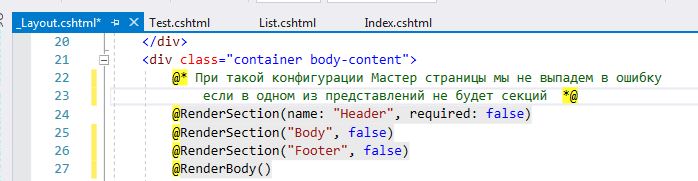 _Layout.cshtml* Test.cshtml List.cshtml Index.cshtml
20 </div>
21 <div class="container body-content">
22 @* При такой конфигурации Мастер страницы мы не выпадем в ошибку
23 если в одном из представлений не будет секций *@
24 @RenderSection(name: "Header", required: false)
25 @RenderSection("Body", false)
26 @RenderSection("Footer", false)
27 @RenderBody()